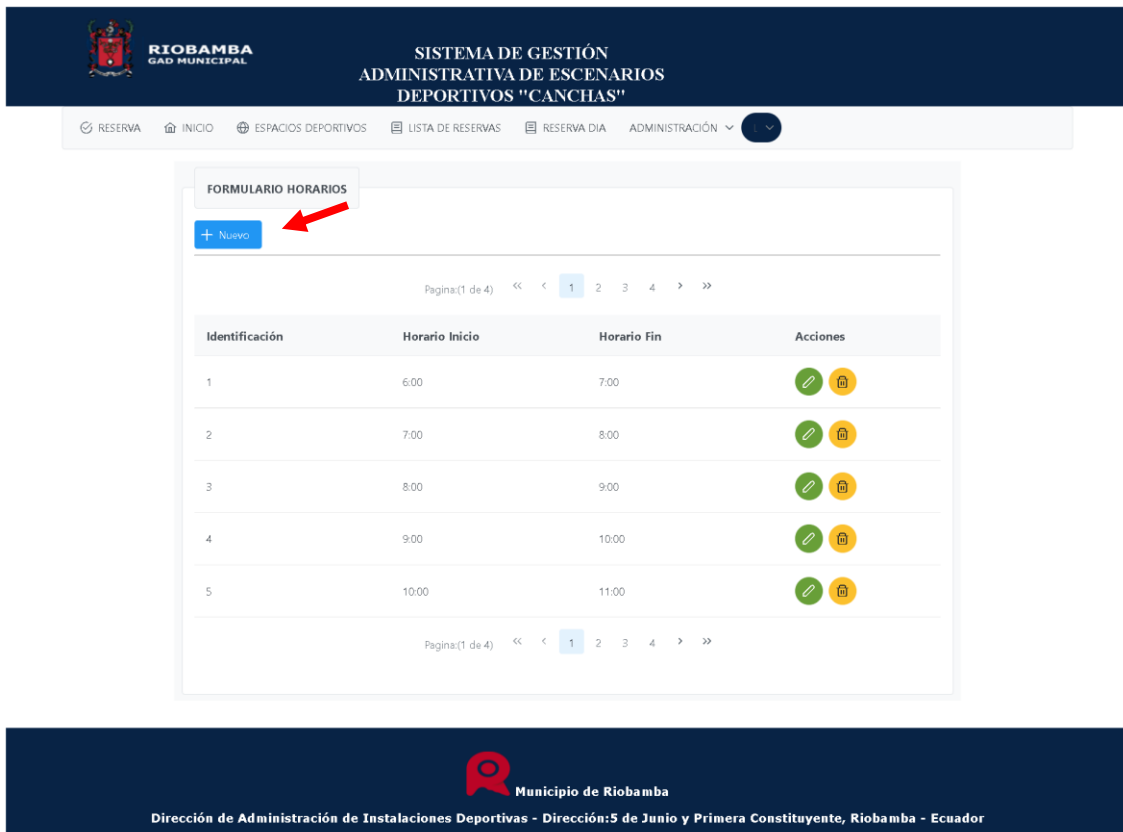 RIOBAMBA
GAD MUNICIPAL
SISTEMA DE GESTIÓN
ADMINISTRATIVA DE ESCENARIOS
DEPORTIVOS "CANCHAS"
RESERVA INICIO ESPACIOS DEPORTIVOS LISTA DE RESERVAS RESERVA DIA ADMINISTRACIÓN
FORMULARIO HORARIOS
+ Nuevo
Pagina:(1 de 4) << < 1 2 3 4 > >>
Identificación Horario Inicio Horario Fin Acciones
1 6:00 7:00
2 7:00 8:00
3 8:00 9:00
4 9:00 10:00
5 10:00 11:00
Pagina:(1 de 4) << < 1 2 3 4 > >>
Municipio de Riobamba
Dirección de Administración de Instalaciones Deportivas - Dirección:5 de Junio y Primera Constituyente, Riobamba - Ecuador